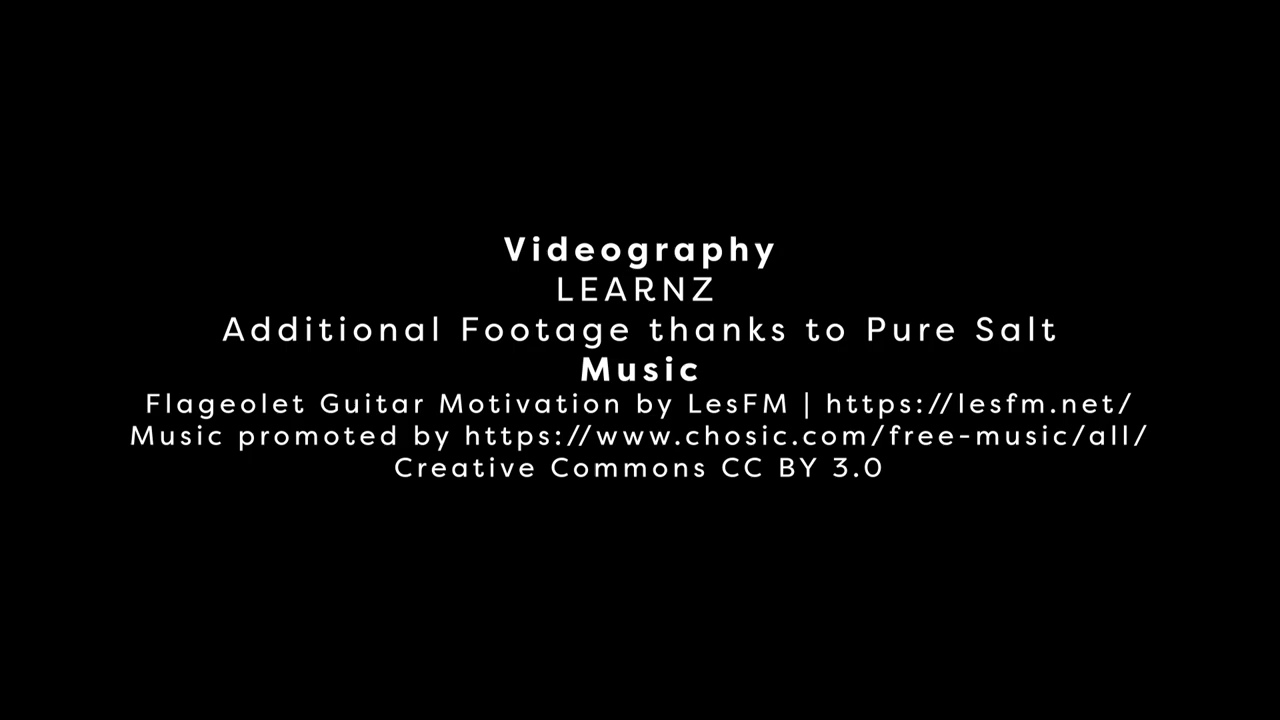 Videography
LEARNZ
Additional Footage thanks to Pure Salt
Music
Flageolet Guitar Motivation by LesFM | https://lesfm.net/
Music promoted by https://www.chosic.com/free-music/all/
Creative Commons CC BY 3.0